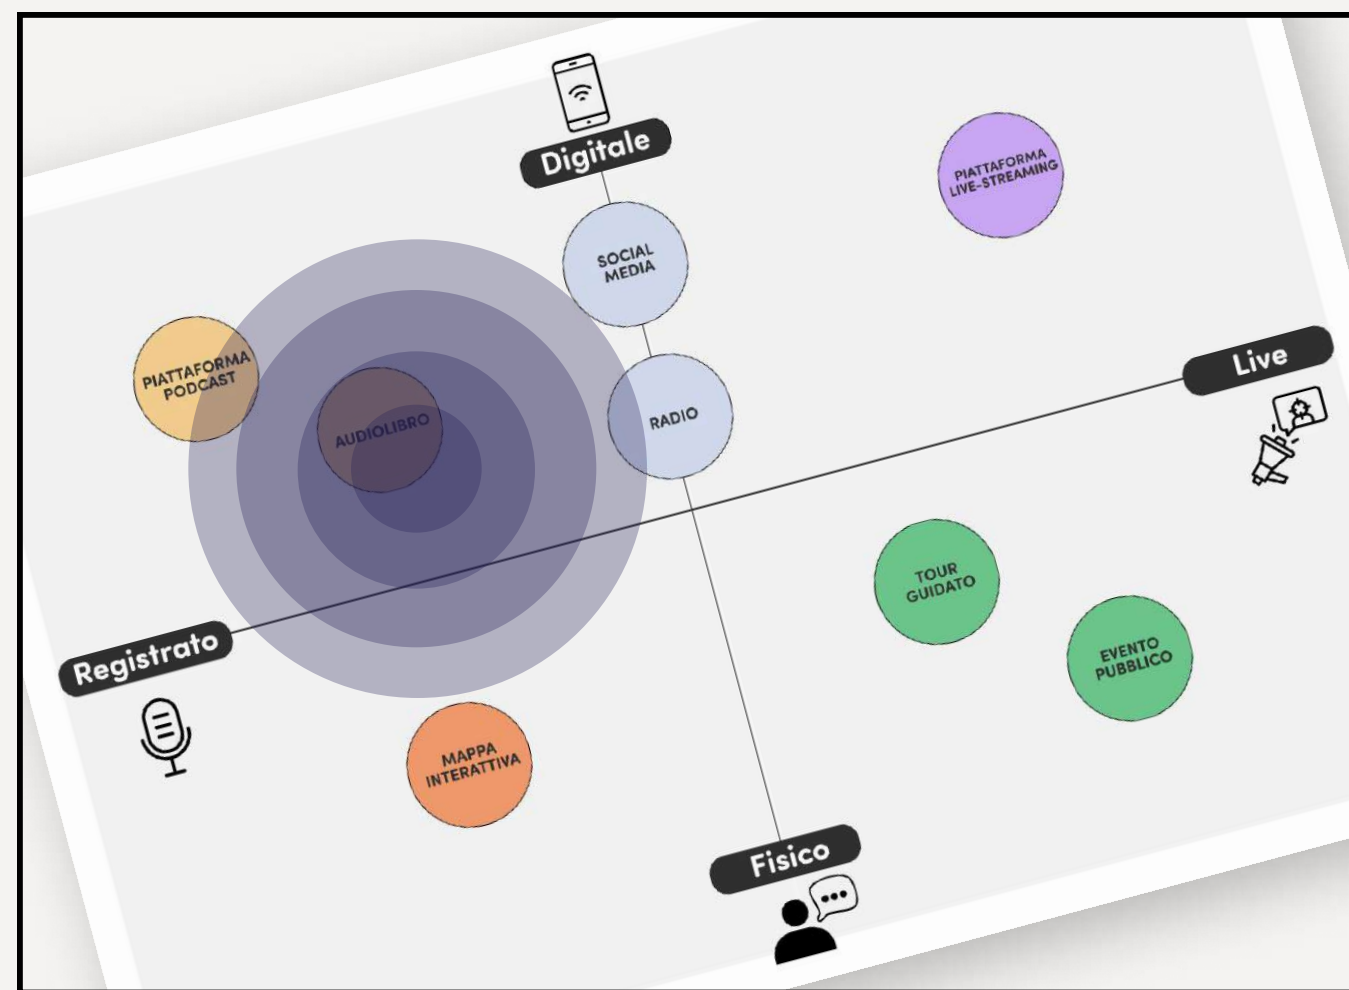 Digitale
PIATTAFORMA
LIVE-STREAMING
SOCIAL
MEDIA
PIATTAFORMA
PODCAST
AUDIOLIBRO
RADIO
Live
TOUR
GUIDATO
EVENTO
PUBBLICO
Registrato
MAPPA
INTERATTIVA
Fisico